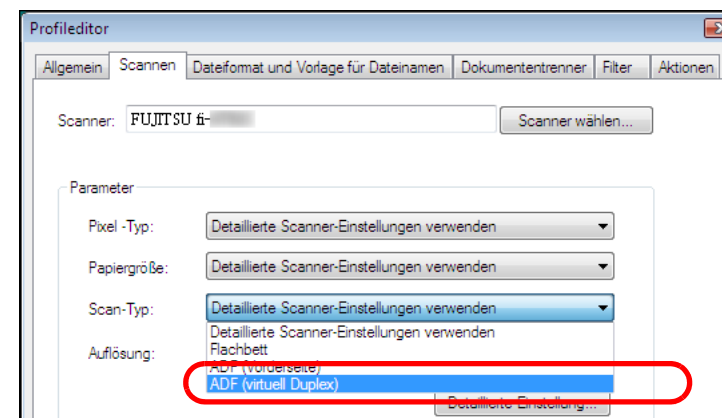 Profileditor
Allgemein Scannen Dateiformat und Vorlage für Dateinamen Dokumententrenner Filter Aktionen
Scanner: FUJITSU fi- Scanner wählen...
Parameter
Pixel -Typ: Detaillierte Scanner-Einstellungen verwenden
Papiergröße: Detaillierte Scanner-Einstellungen verwenden
Scan-Typ: Detaillierte Scanner-Einstellungen verwenden
Detaillierte Scanner-Einstellungen verwenden
Auflösung: Flachbett
ADF (Vorderseite)
ADF (virtuell Duplex)
Detaillierte Einstellung...